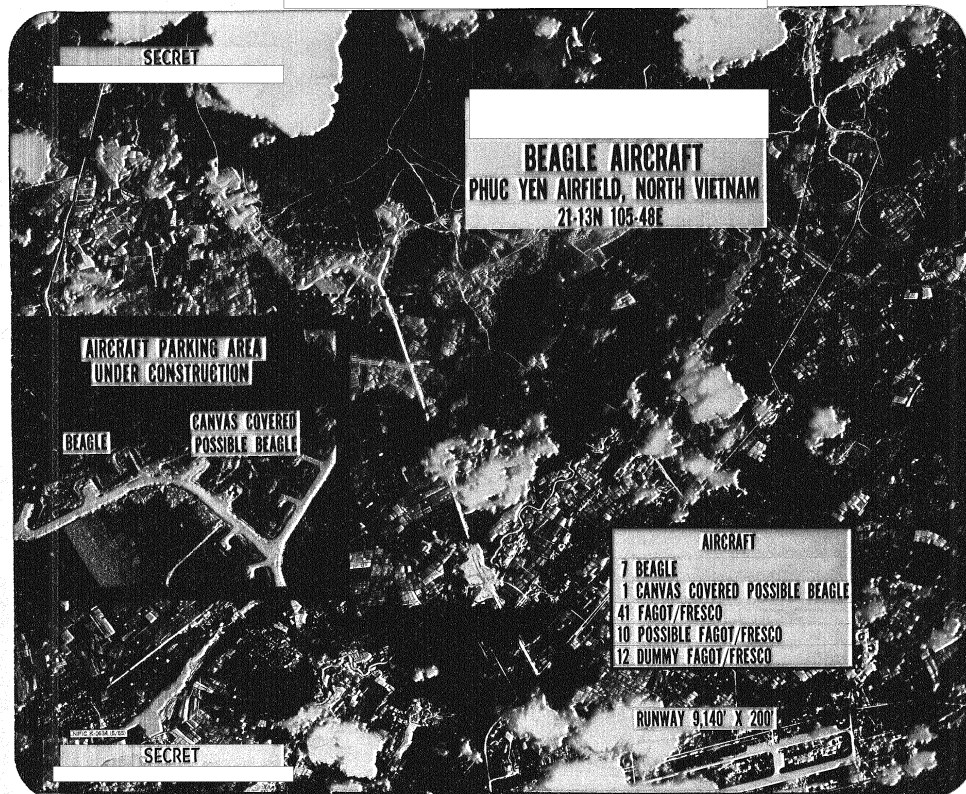 SECRET
BEAGLE AIRCRAFT
PHUC YEN AIRFIELD, NORTH VIETNAM
21-13N 105-48E
AIRCRAFT PARKING AREA
UNDER CONSTRUCTION
BEAGLE
CANVAS COVERED
POSSIBLE BEAGLE
AIRCRAFT
7 BEAGLE
1 CANVAS COVERED POSSIBLE BEAGLE
41 FAGOT/FRESCO
10 POSSIBLE FAGOT/FRESCO
12 DUMMY FAGOT/FRESCO
RUNWAY 9,140' X 200'
NPIC
SECRET